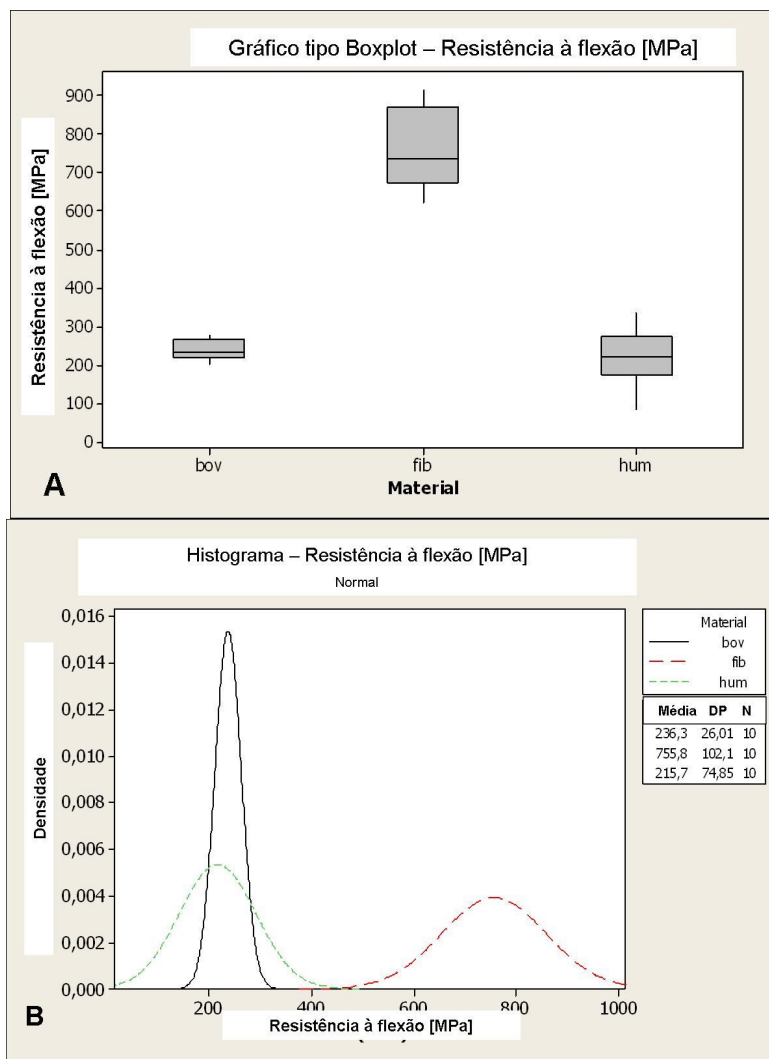 Gráfico tipo Boxplot – Resistência à flexão [MPa]
Resistência à flexão [MPa]
900
800
700
600
500
400
300
200
100
0
bov fib hum
Material
A
Histograma – Resistência à flexão [MPa]
Normal
Densidade
0,016
0,014
0,012
0,010
0,008
0,006
0,004
0,002
0,000
200 400 600 800 1000
Resistência à flexão [MPa]
B
Material
bov
fib
hum
Média DP N
236,3 26,01 10
755,8 102,1 10
215,7 74,85 10